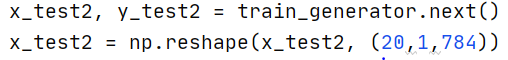 x_test2, y_test2 = train_generator.next()
x_test2 = np.reshape(x_test2, (20,1,784))